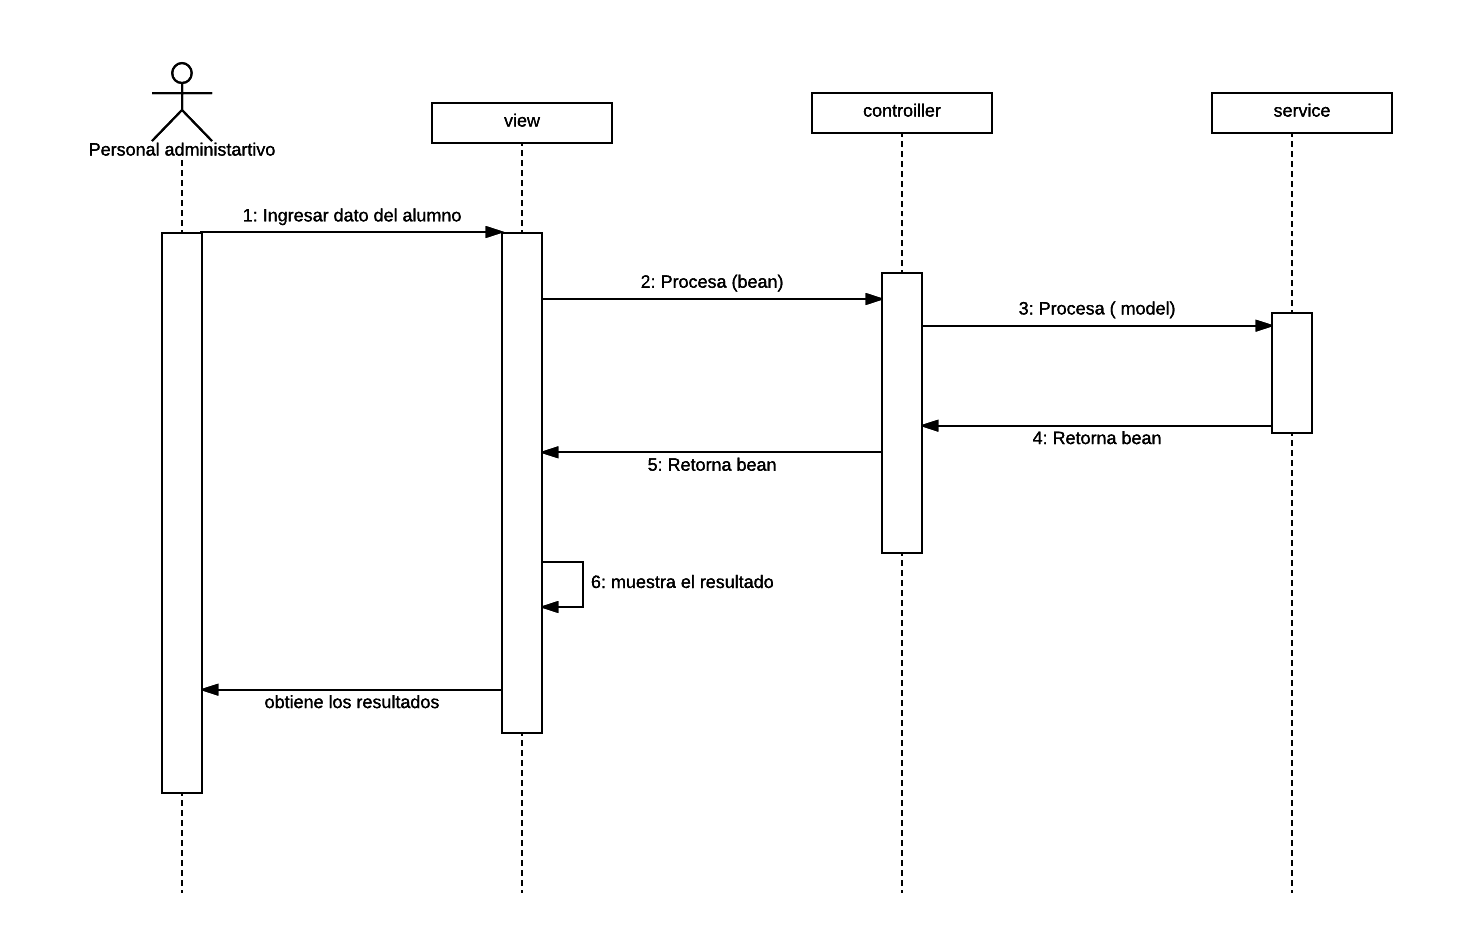 Personal administartivo
view
controiller
service
1: Ingresar dato del alumno
2: Procesa (bean)
3: Procesa ( model)
4: Retorna bean
5: Retorna bean
6: muestra el resultado
obtiene los resultados